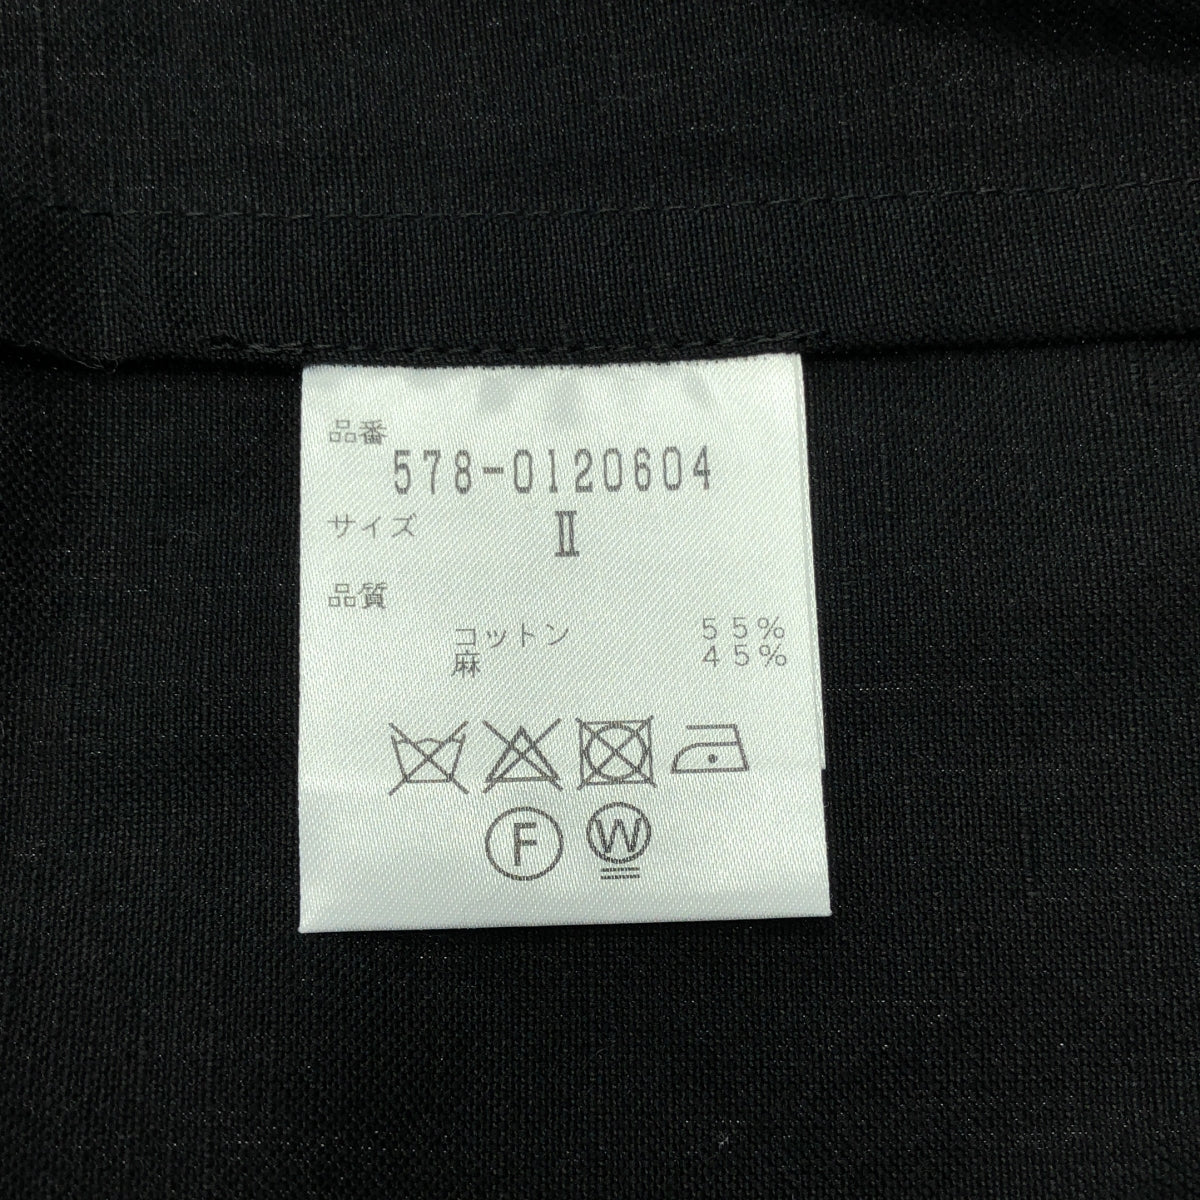 品番
578-0120604
サイズ II
品質
コットン 55%
麻 45%
F W